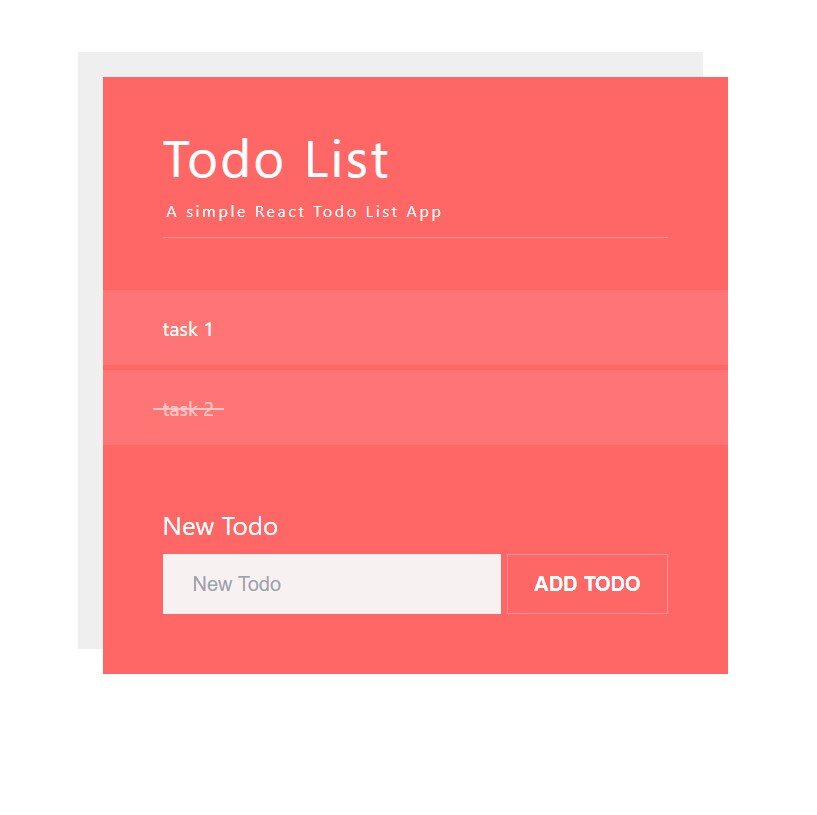 Todo List
A simple React Todo List App
task 1
task 2
New Todo
New Todo
ADD TODO